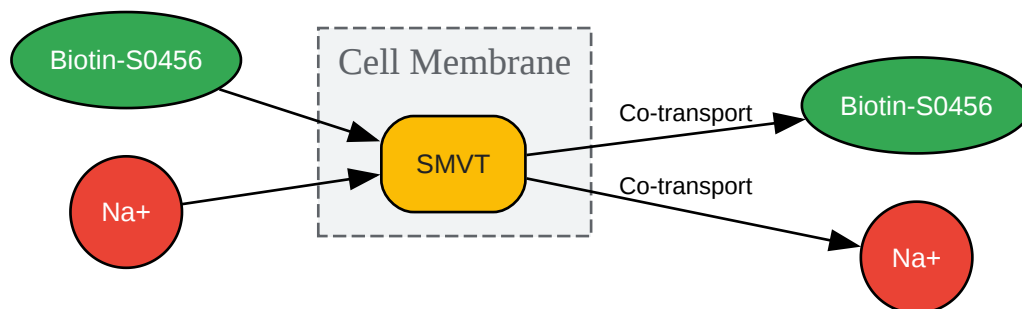 Biotin-S0456
Cell Membrane
Co-transport
Biotin-S0456
SMVT
Na+
Co-transport
Na+